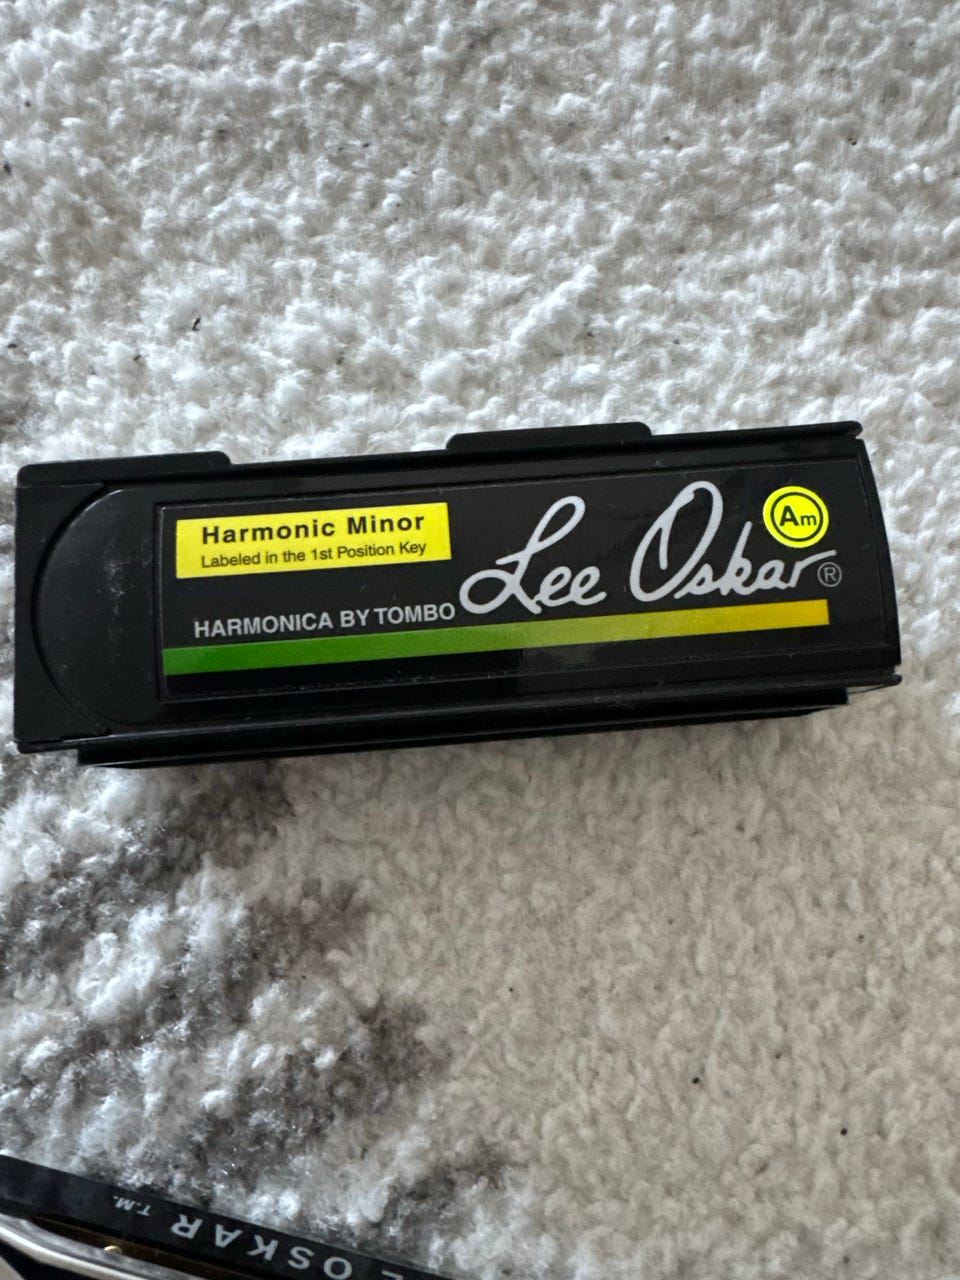 Harmonic Minor
Labeled in the 1st Position Key
Lee Oskar ®
Am
HARMONICA BY TOMBO
OSKAR T.M.